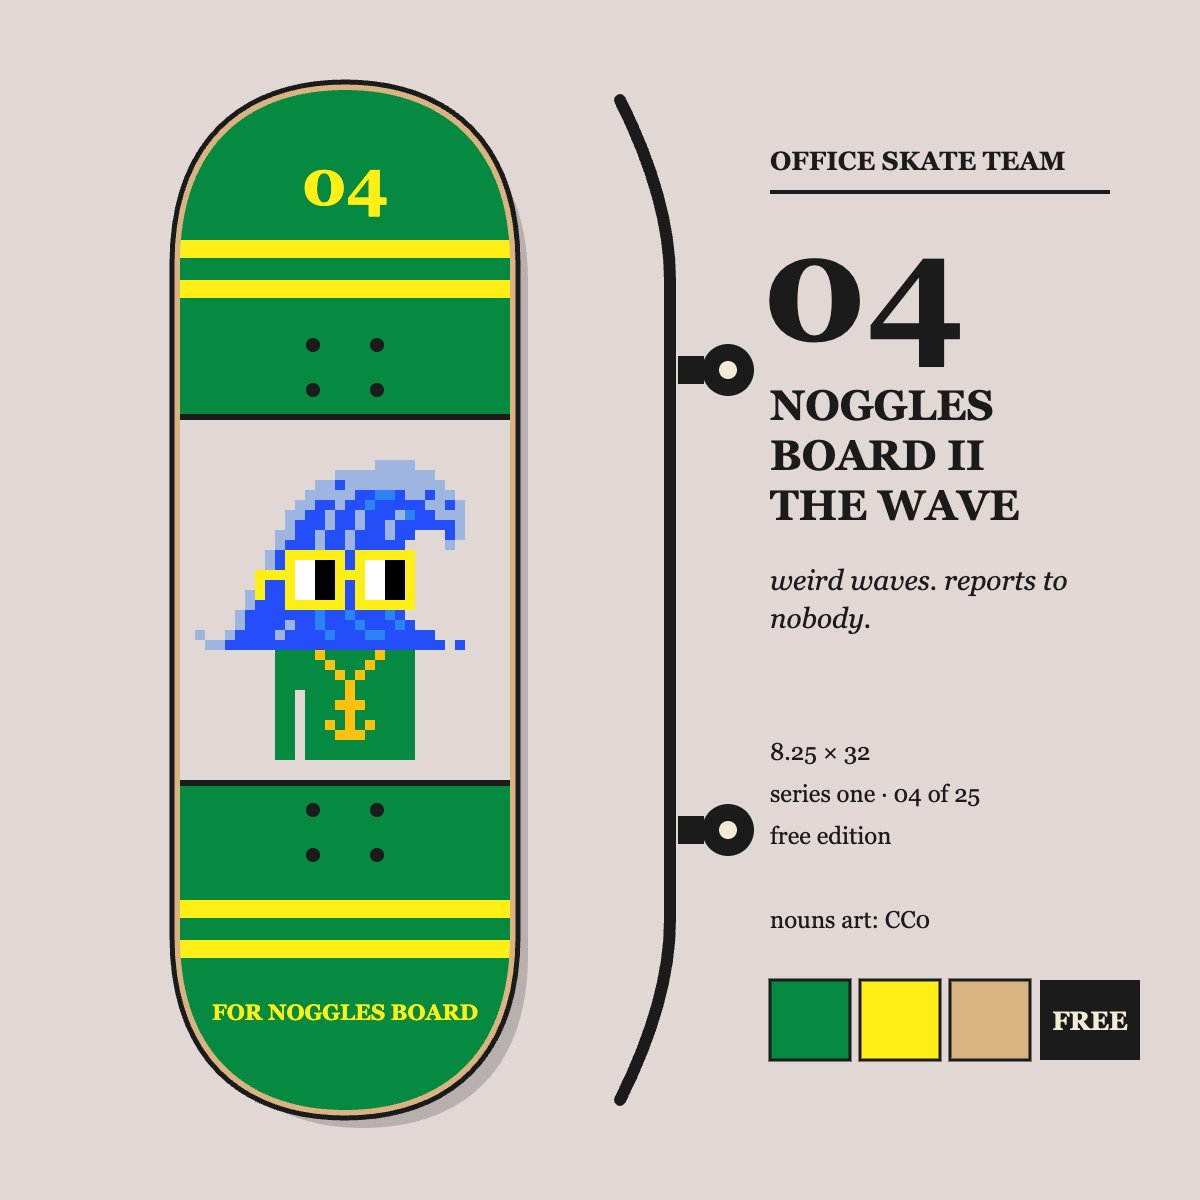 04
FOR NOGGLES BOARD
OFFICE SKATE TEAM
04
NOGGLES
BOARD II
THE WAVE
weird waves. reports to
nobody.
8.25 × 32
series one · 04 of 25
free edition
nouns art: CC0
FREE